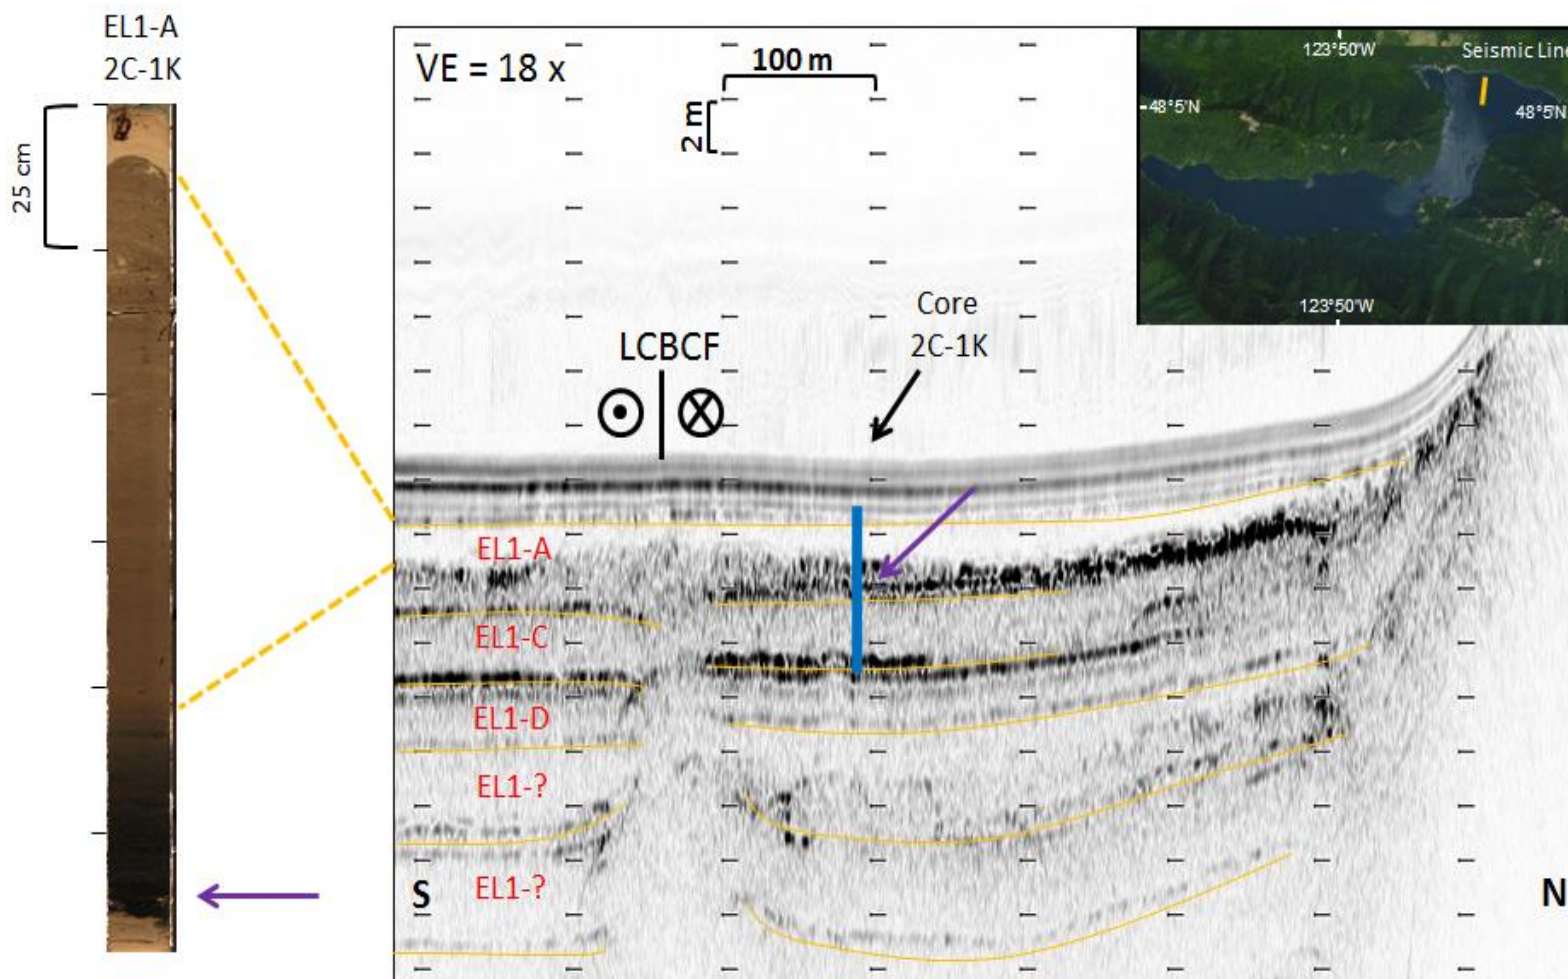 EL1-A
2C-1K
25 cm
VE = 18 x
100 m
2 m
123°50'W
Seismic Line
48°5'N
48°5'N
123°50'W
Core
2C-1K
LCBCF
EL1-A
EL1-C
EL1-D
EL1-?
EL1-?
S
N